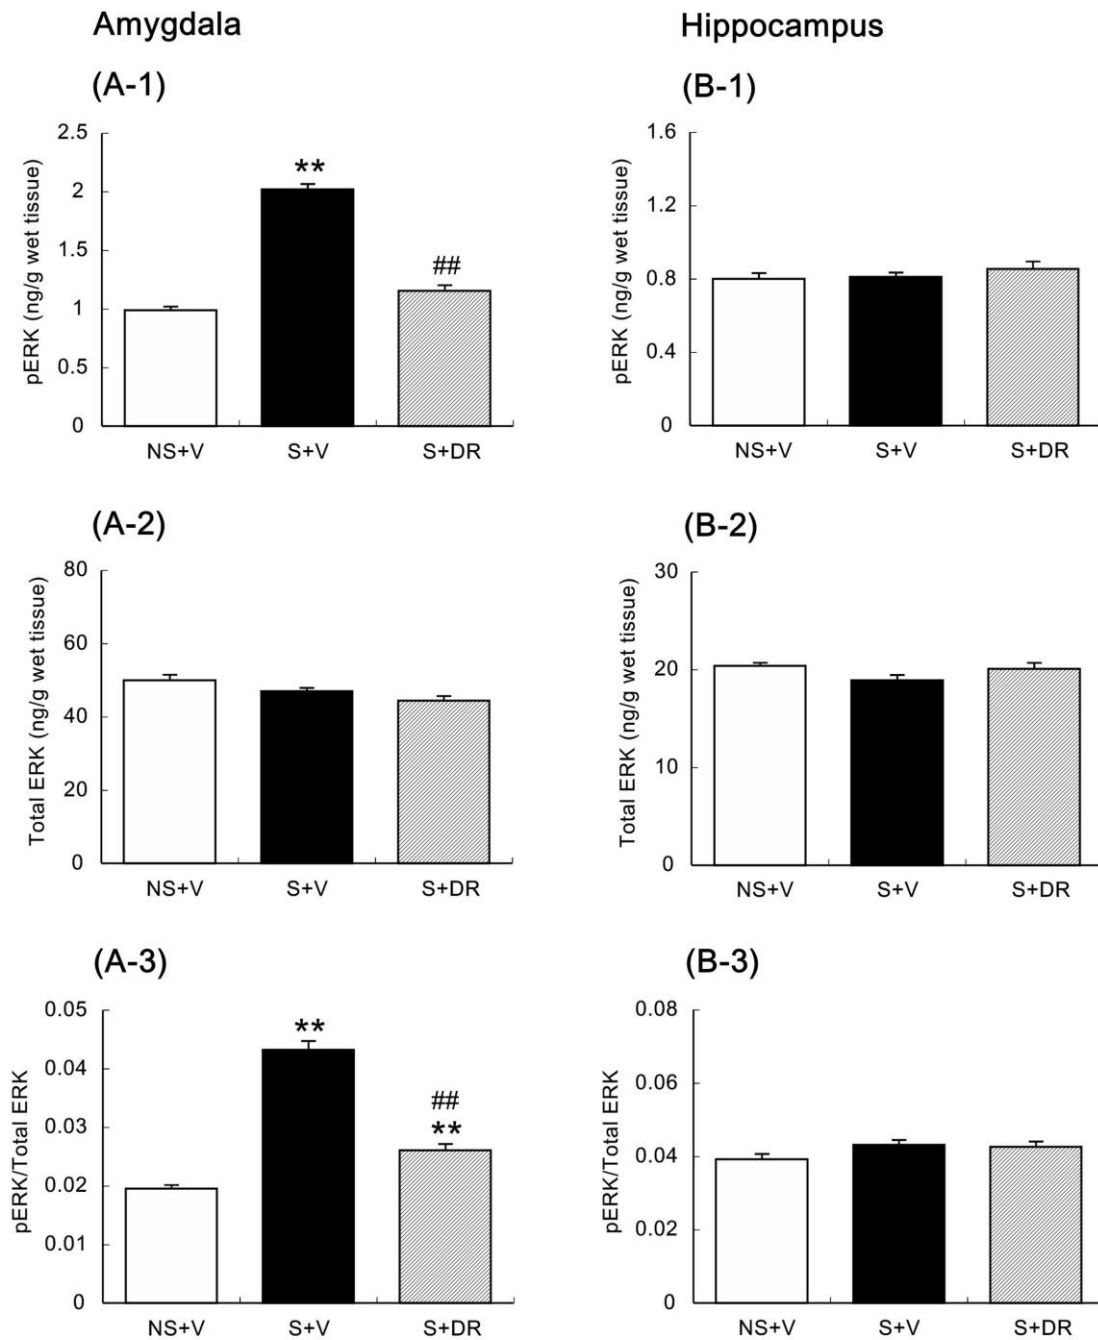 Amygdala
Hippocampus
(A-1)
pERK (ng/g wet tissue)
2.5
2
1.5
1
0.5
0
**
##
NS+V
S+V
S+DR
(B-1)
pERK (ng/g wet tissue)
1.6
1.2
0.8
0.4
0
NS+V
S+V
S+DR
(A-2)
Total ERK (ng/g wet tissue)
80
60
40
20
0
NS+V
S+V
S+DR
(B-2)
Total ERK (ng/g wet tissue)
30
20
10
0
NS+V
S+V
S+DR
(A-3)
pERK/Total ERK
0.05
0.04
0.03
0.02
0.01
0
**
##
**
NS+V
S+V
S+DR
(B-3)
pERK/Total ERK
0.08
0.06
0.04
0.02
0
NS+V
S+V
S+DR